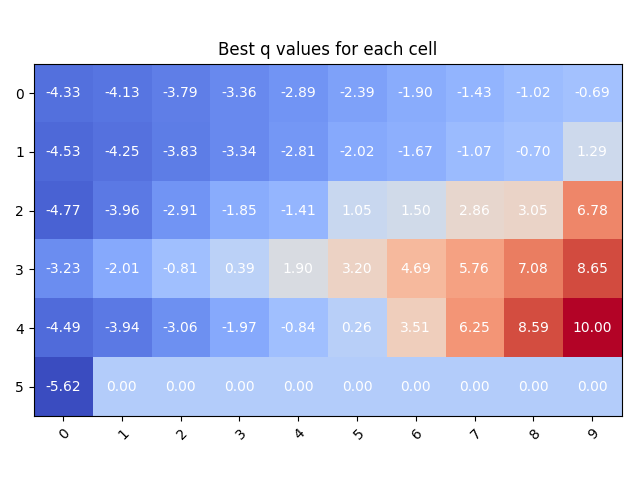 Best q values for each cell
0 -4.33 -4.13 -3.79 -3.36 -2.89 -2.39 -1.90 -1.43 -1.02 -0.69
1 -4.53 -4.25 -3.83 -3.34 -2.81 -2.02 -1.67 -1.07 -0.70 1.29
2 -4.77 -3.96 -2.91 -1.85 -1.41 1.05 1.50 2.86 3.05 6.78
3 -3.23 -2.01 -0.81 0.39 1.90 3.20 4.69 5.76 7.08 8.65
4 -4.49 -3.94 -3.06 -1.97 -0.84 0.26 3.51 6.25 8.59 10.00
5 -5.62 0.00 0.00 0.00 0.00 0.00 0.00 0.00 0.00 0.00
0 1 2 3 4 5 6 7 8 9